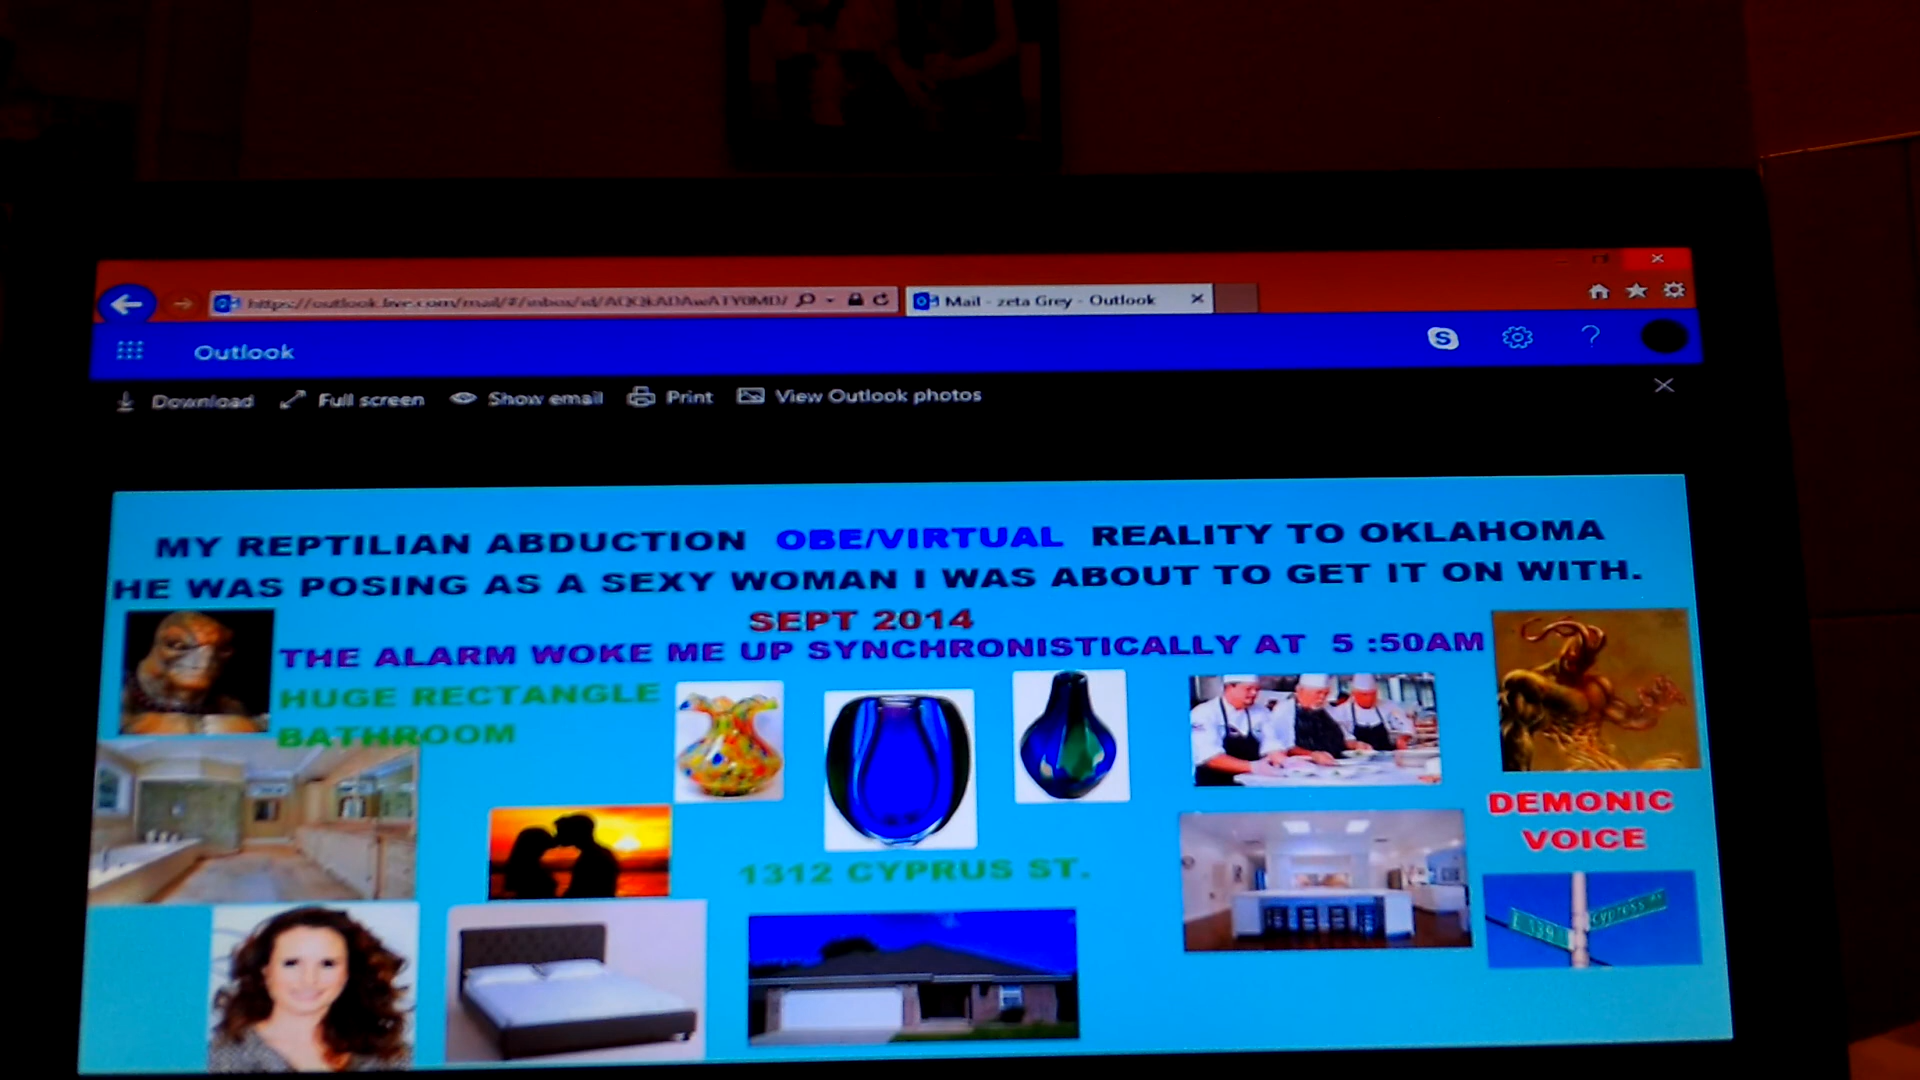 Mail - zeta Grey - Outlook
Outlook
Download Full screen Show email Print View Outlook photos
MY REPTILIAN ABDUCTION OBE/VIRTUAL REALITY TO OKLAHOMA
HE WAS POSING AS A SEXY WOMAN I WAS ABOUT TO GET IT ON WITH.
SEPT 2014
THE ALARM WOKE ME UP SYNCHRONISTICALLY AT 5 :50AM
HUGE RECTANGLE
BATHROOM
DEMONIC
VOICE
1312 CYPRUS ST.